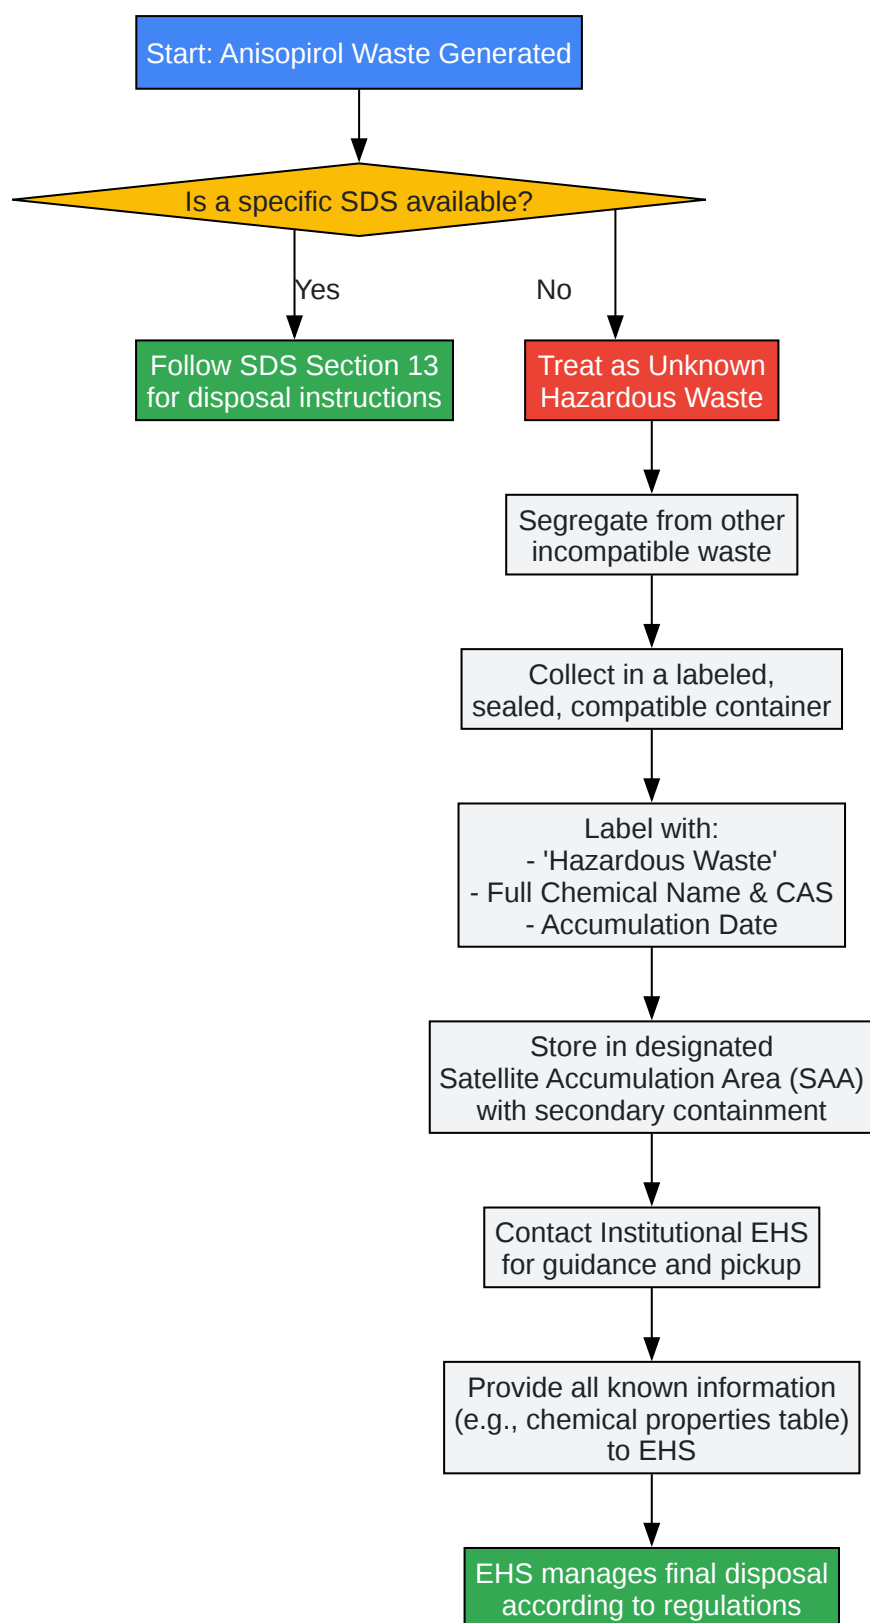 Start: Anisopirol Waste Generated
Is a specific SDS available?
Yes
No
Follow SDS Section 13
for disposal instructions
Treat as Unknown
Hazardous Waste
Segregate from other
incompatible waste
Collect in a labeled,
sealed, compatible container
Label with:
- 'Hazardous Waste'
- Full Chemical Name & CAS
- Accumulation Date
Store in designated
Satellite Accumulation Area (SAA)
with secondary containment
Contact Institutional EHS
for guidance and pickup
Provide all known information
(e.g., chemical properties table)
to EHS
EHS manages final disposal
according to regulations